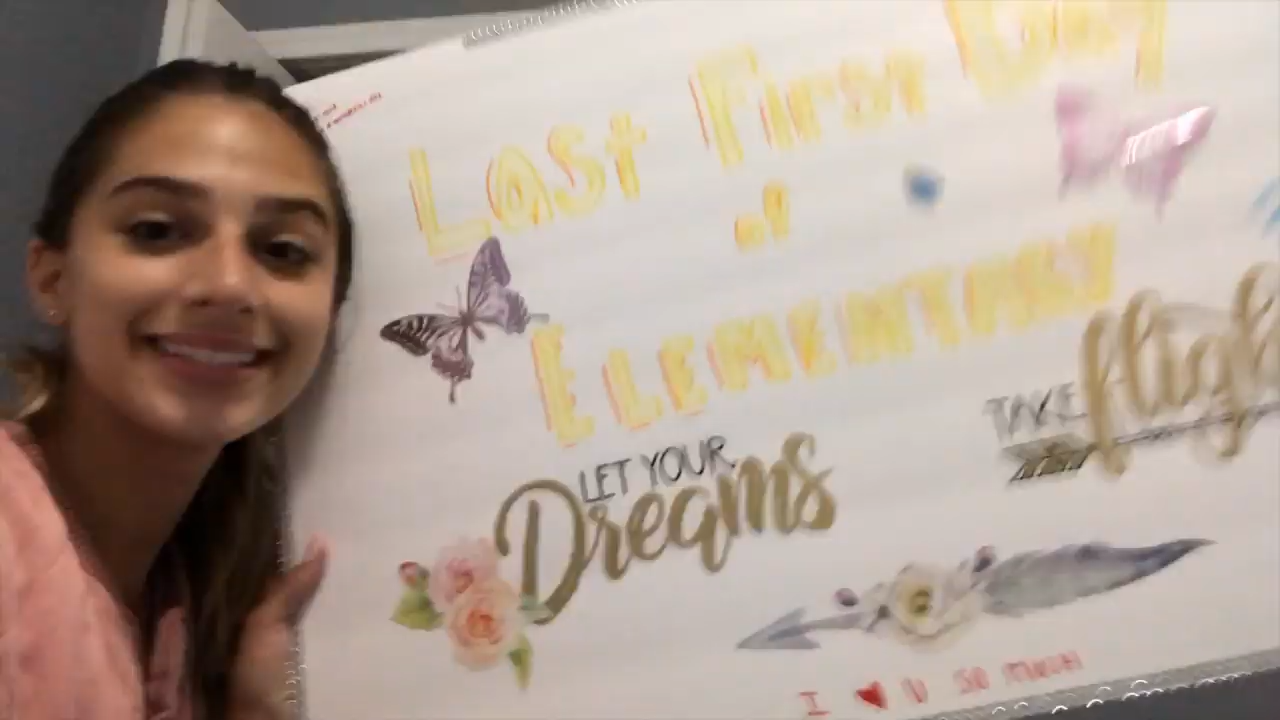 Last First Day
of
ELEMENTARY
TAKE flight
LET YOUR
Dreams
I ❤ U SO MUCH